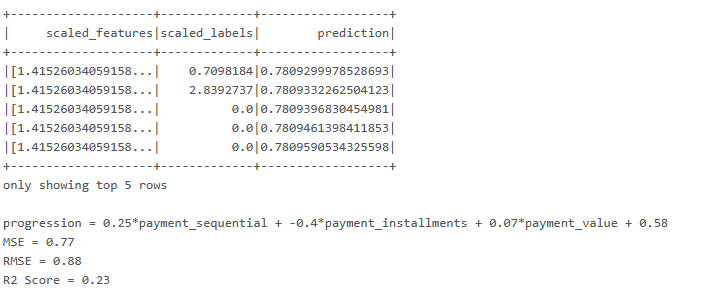 +-------------------+-------------+------------------+
|    scaled_features|scaled_labels|        prediction|
+-------------------+-------------+------------------+
|[1.41526034059158...|    0.7098184|0.7809299978528693|
|[1.41526034059158...|    2.8392737|0.7809332262504123|
|[1.41526034059158...|          0.0|0.7809396830454981|
|[1.41526034059158...|          0.0|0.7809461398411853|
|[1.41526034059158...|          0.0|0.7809590534325598|
+-------------------+-------------+------------------+
only showing top 5 rows
progression = 0.25*payment_sequential + -0.4*payment_installments + 0.07*payment_value + 0.58
MSE = 0.77
RMSE = 0.88
R2 Score = 0.23